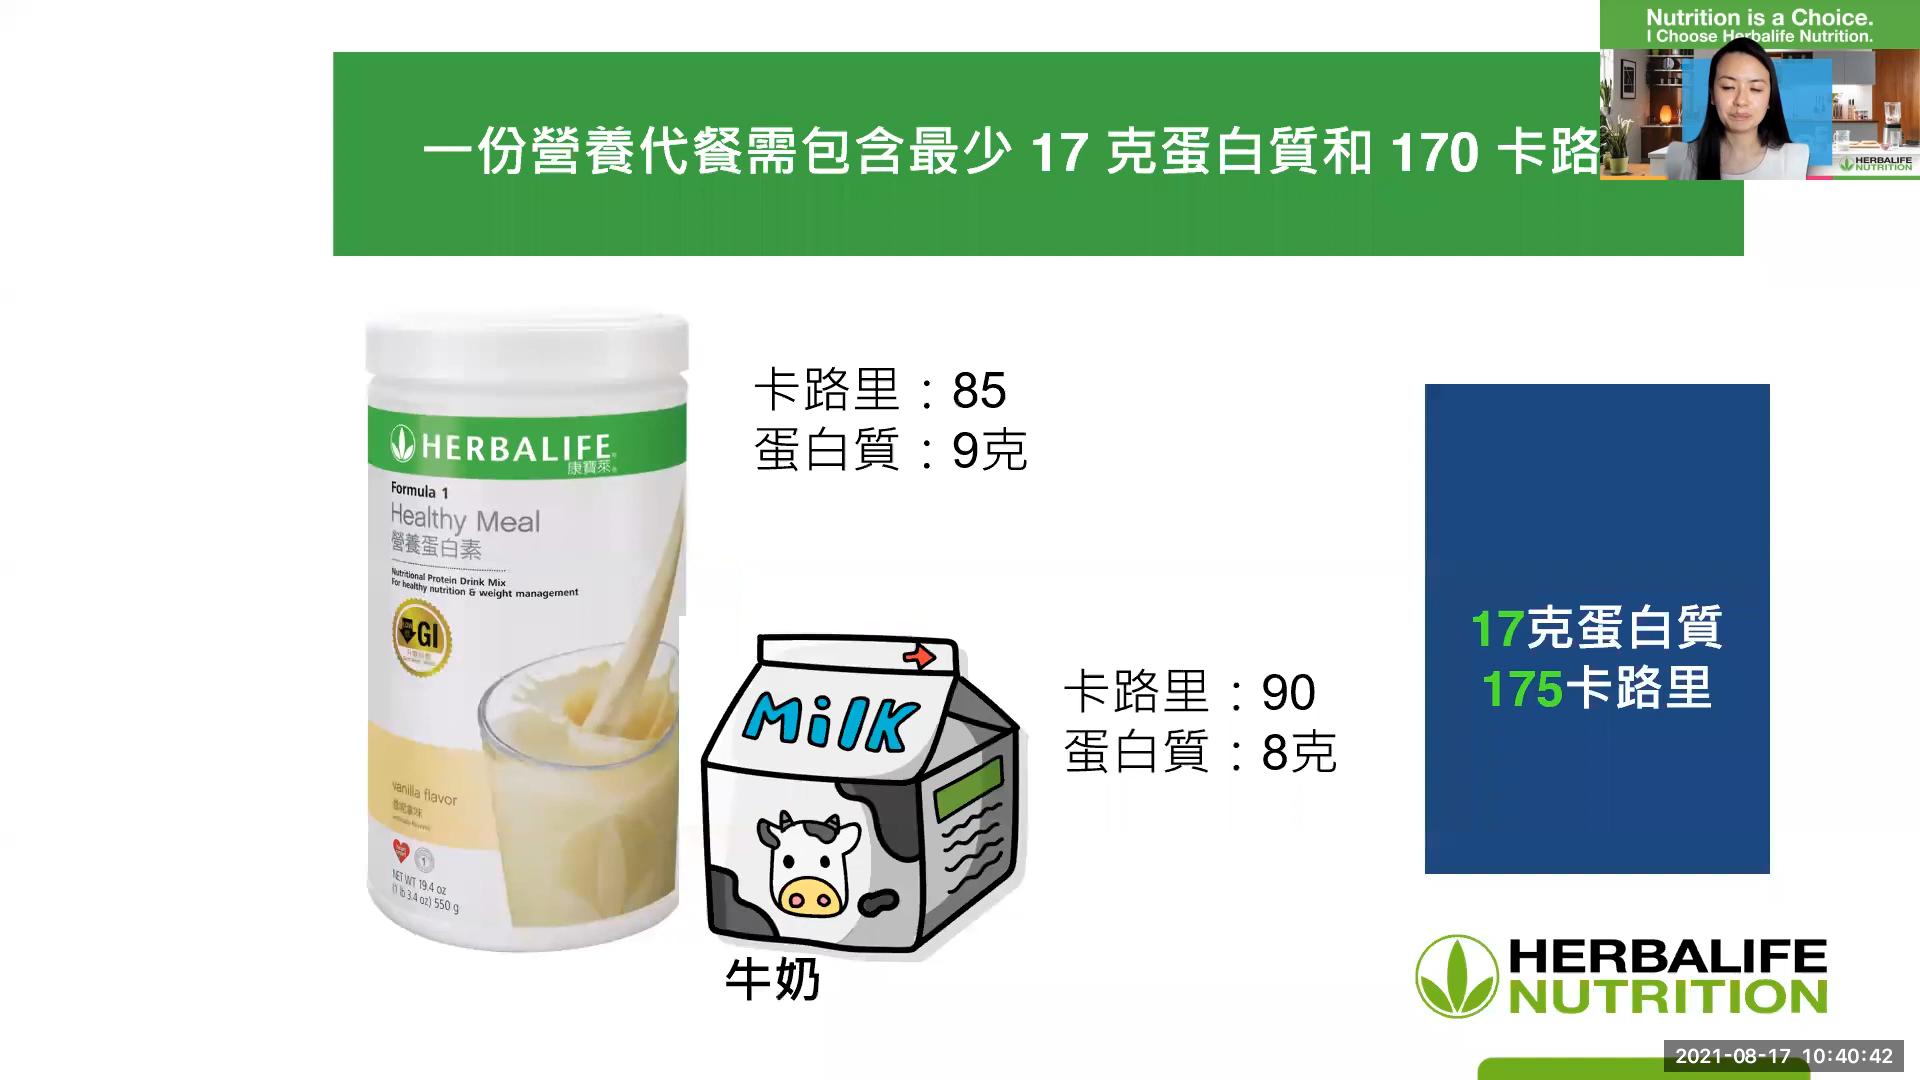 Nutrition is a Choice.
I Choose Herbalife Nutrition.
HERBALIFE
NUTRITION
一份營養代餐需包含最少 17 克蛋白質和 170 卡路
卡路里：85
蛋白質：9克
HERBALIFE
康寶萊
Formula 1
Healthy Meal
營養蛋白素
Nutritional Protein Drink Mix
For healthy nutrition & weight management
GI
vanilla flavor
NET WT 19.4 oz
(1 lb 3.4 oz) 550 g
Milk
卡路里：90
蛋白質：8克
牛奶
17克蛋白質
175卡路里
HERBALIFE
NUTRITION
2021-08-17 10:40:42